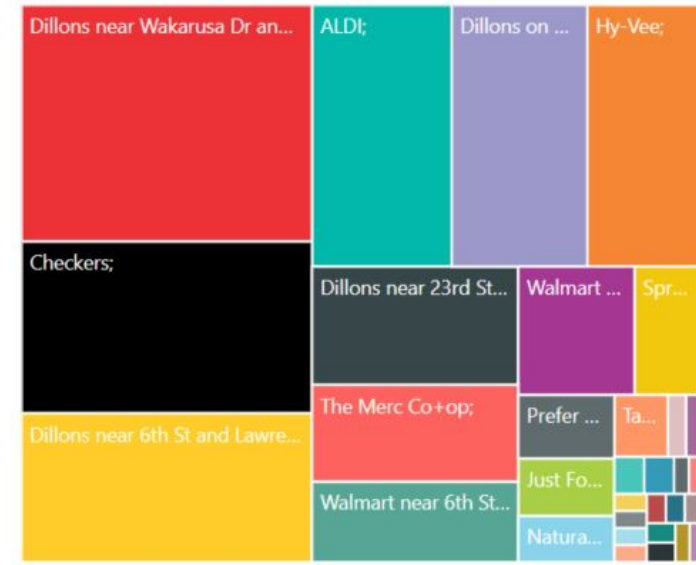 Dillons near Wakarusa Dr an...
ALDI;
Dillons on ...
Hy-Vee;
Checkers;
Dillons near 23rd St...
Walmart ...
Spr...
The Merc Co+op;
Prefer ...
Ta...
Dillons near 6th St and Lawre...
Just Fo...
Walmart near 6th St...
Natura...